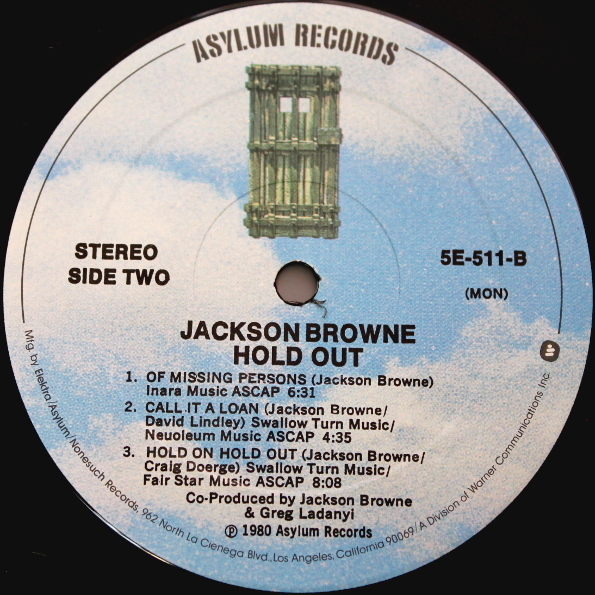 ASYLUM RECORDS
STEREO
SIDE TWO
5E-511-B
(MON)
JACKSON BROWNE
HOLD OUT
1. OF MISSING PERSONS (Jackson Browne)
Inara Music ASCAP 6:31
2. CALL IT A LOAN (Jackson Browne/
David Lindley) Swallow Turn Music/
Neuoleum Music ASCAP 4:35
3. HOLD ON HOLD OUT (Jackson Browne/
Craig Doerge) Swallow Turn Music/
Fair Star Music ASCAP 8:08
Co-Produced by Jackson Browne
& Greg Ladanyi
℗ 1980 Asylum Records
Mfg. by Elektra/Asylum/Nonesuch Records, 962 North La Cienega Blvd., Los Angeles, California 90069/A Division of Warner Communications Inc.